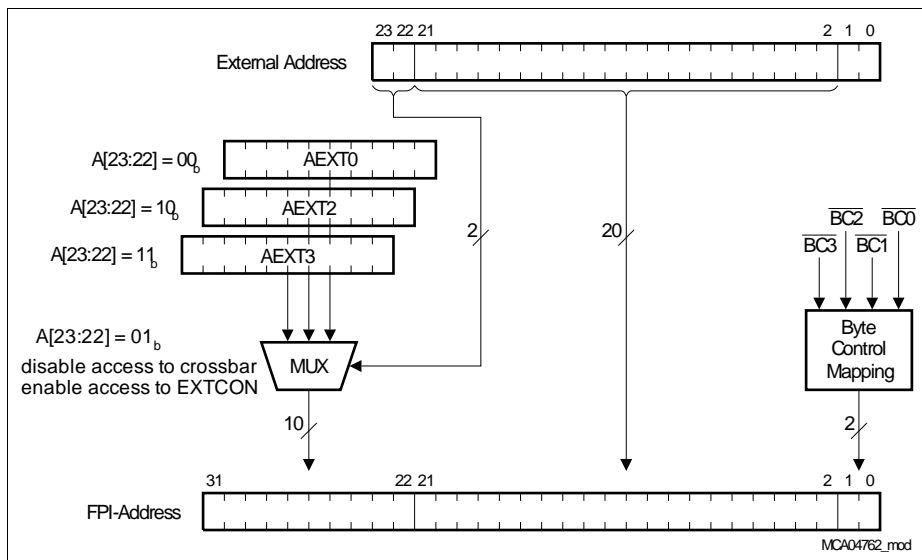 23 22 21 2 1 0
External Address
A[23:22] = 00b
AEXT0
A[23:22] = 10b
AEXT2
A[23:22] = 11b
AEXT3
2
20
BC2 BC0
BC3 BC1
A[23:22] = 01b
disable access to crossbar
enable access to EXTCON
MUX
Byte
Control
Mapping
10
2
31 22 21 2 1 0
FPI-Address
MCA04762_mod